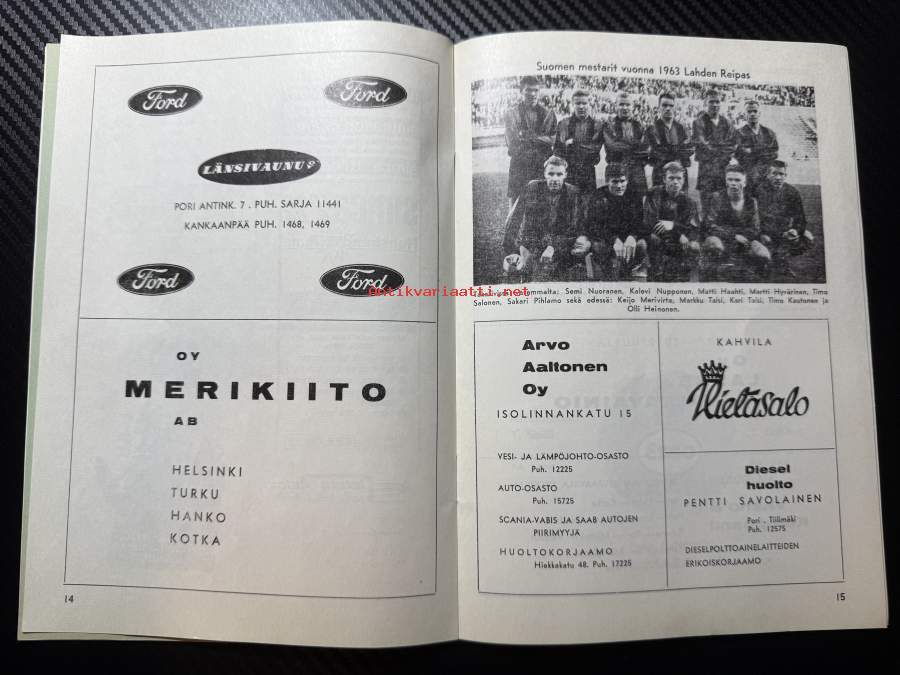 Ford
Ford
LÄNSIVAUNU OY
PORI ANTINK. 7 . PUH. SARJA 11441
KANKAANPÄÄ PUH. 1468, 1469
Ford
Ford
OY
MERIKIITO
AB
HELSINKI
TURKU
HANKO
KOTKA
14
Suomen mestarit vuonna 1963 Lahden Reipas
antikvariaatti.net
Semi Nuoranen, Kalevi Nupponen, Matti Haahti, Martti Hyvärinen, Timo
Salonen, Sakari Pihlamo sekä edessä: Keijo Merivirta, Markku Taisi, Kari Taisi, Timo Kautonen ja
Olli Heinonen.
Arvo
Aaltonen
Oy
ISOLINNANKATU 15
VESI- JA LÄMPÖJOHTO-OSASTO
Puh. 12225
AUTO-OSASTO
Puh. 15725
SCANIA-VABIS JA SAAB AUTOJEN
PIIRIMYYJÄ
HUOLTOKORJAAMO
Hiekkakatu 48. Puh. 17225
KAHVILA
Hietasalo
Diesel
huolto
PENTTI SAVOLAINEN
Pori . Tiilimäki
Puh. 12575
DIESELPOLTTOAINELAITTEIDEN
ERIKOISKORJAAMO
15